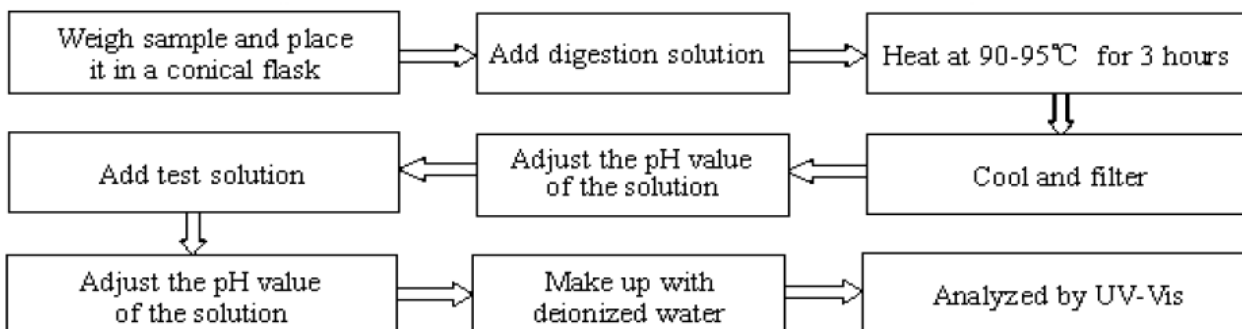 Weigh sample and place
it in a conical flask
Add digestion solution
Heat at 90-95℃ for 3 hours
Cool and filter
Adjust the pH value
of the solution
Add test solution
Adjust the pH value
of the solution
Make up with
deionized water
Analyzed by UV-Vis